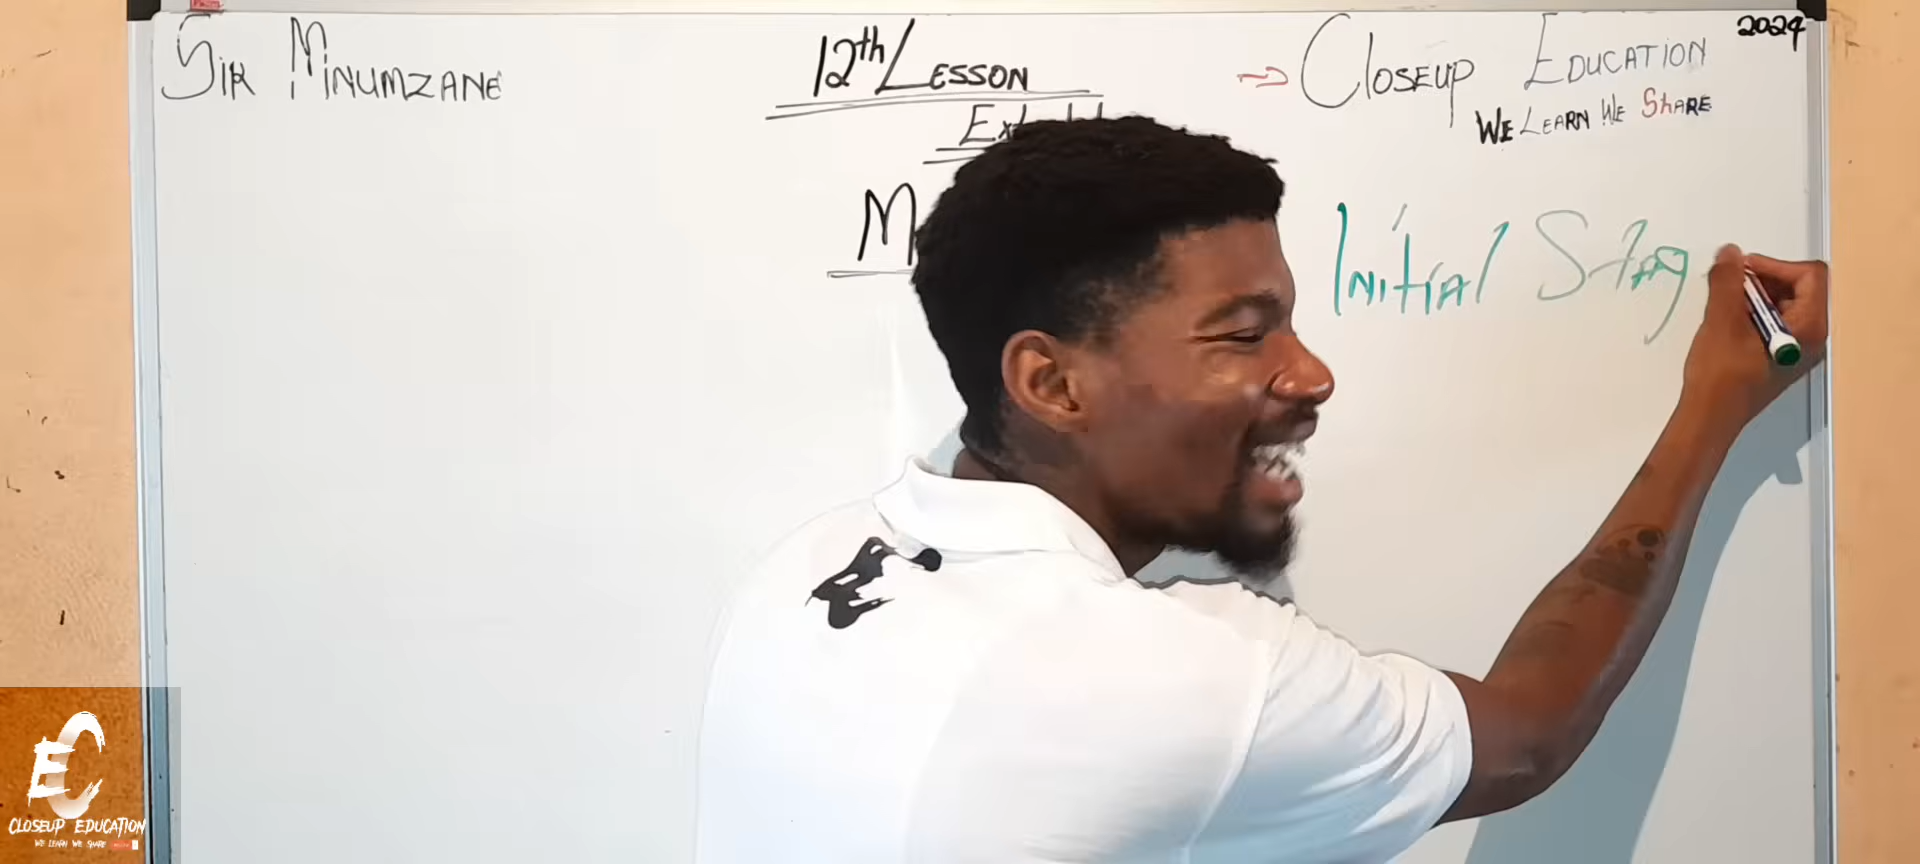 Sir Minumzane
12th Lesson
Closeup Education
2024
We Learn We Share
Initial Stag
CLOSEUP EDUCATION
WE LEARN WE SHARE